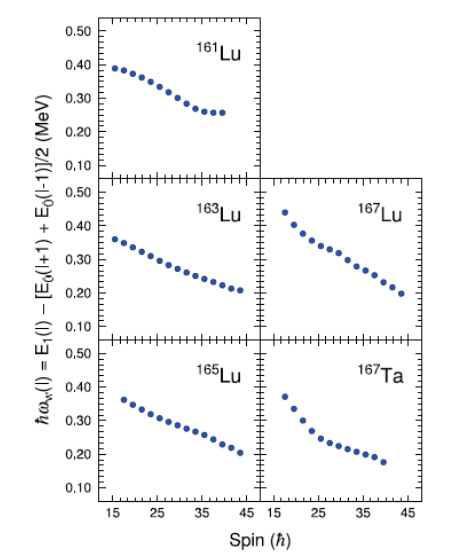 ħω_w(I) = E₁(I) − [E₀(I+1) + E₀(I-1)]/2 (MeV)
0.50
0.40
0.30
0.20
0.10
¹⁶¹Lu
0.50
0.40
0.30
0.20
0.10
¹⁶³Lu
¹⁶⁷Lu
0.50
0.40
0.30
0.20
0.10
¹⁶⁵Lu
¹⁶⁷Ta
15 25 35 45 15 25 35 45
Spin (ħ)